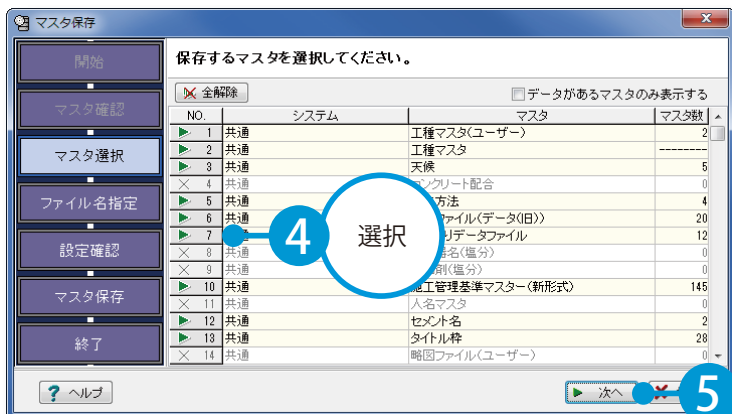 マスタ保存
開始
マスタ確認
マスタ選択
ファイル名指定
設定確認
マスタ保存
終了
保存するマスタを選択してください。
全解除
データがあるマスタのみ表示する
NO. システム マスタ マスタ数
1 共通 工種マスタ(ユーザー) 2
2 共通 工種マスタ --------
3 共通 天候 5
4 共通 コンクリート配合 0
5 共通 方法 4
6 共通 ファイル(データ(旧)) 20
7 共通 データファイル 12
8 共通 名(塩分) 0
9 共通 剤(塩分) 0
10 共通 施工管理基準マスター(新形式) 145
11 共通 人名マスタ 0
12 共通 セメント名 2
13 共通 タイトル枠 28
14 共通 略図ファイル(ユーザー) 0
4 選択
? ヘルプ
次へ
5